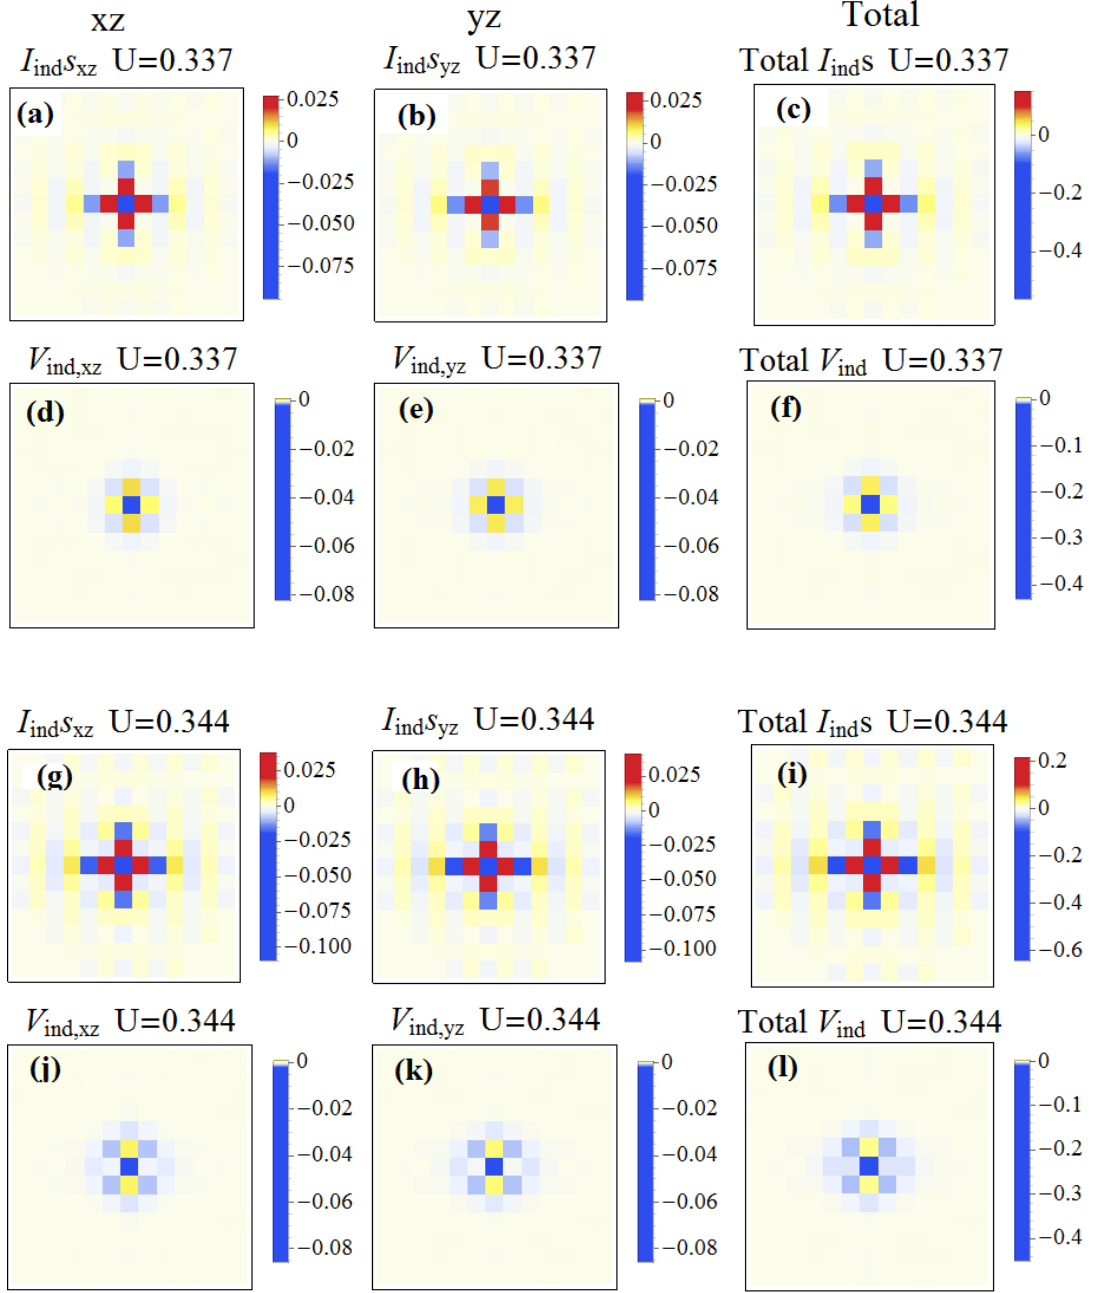 xz yz Total
I_ind s_xz U=0.337 I_ind s_yz U=0.337 Total I_ind s U=0.337
(a) (b) (c)
0.025 0.025
0 0 0
−0.025 −0.025 −0.2
−0.050 −0.050 −0.4
−0.075 −0.075
V_ind,xz U=0.337 V_ind,yz U=0.337 Total V_ind U=0.337
(d) (e) (f)
0 0 0
−0.02 −0.02 −0.1
−0.04 −0.04 −0.2
−0.06 −0.06 −0.3
−0.08 −0.08 −0.4
I_ind s_xz U=0.344 I_ind s_yz U=0.344 Total I_ind s U=0.344
(g) (h) (i)
0.025 0.025 0.2
0 0 0
−0.025 −0.025 −0.2
−0.050 −0.050 −0.4
−0.075 −0.075 −0.6
−0.100 −0.100
V_ind,xz U=0.344 V_ind,yz U=0.344 Total V_ind U=0.344
(j) (k) (l)
0 0 0
−0.02 −0.02 −0.1
−0.04 −0.04 −0.2
−0.06 −0.06 −0.3
−0.08 −0.08 −0.4